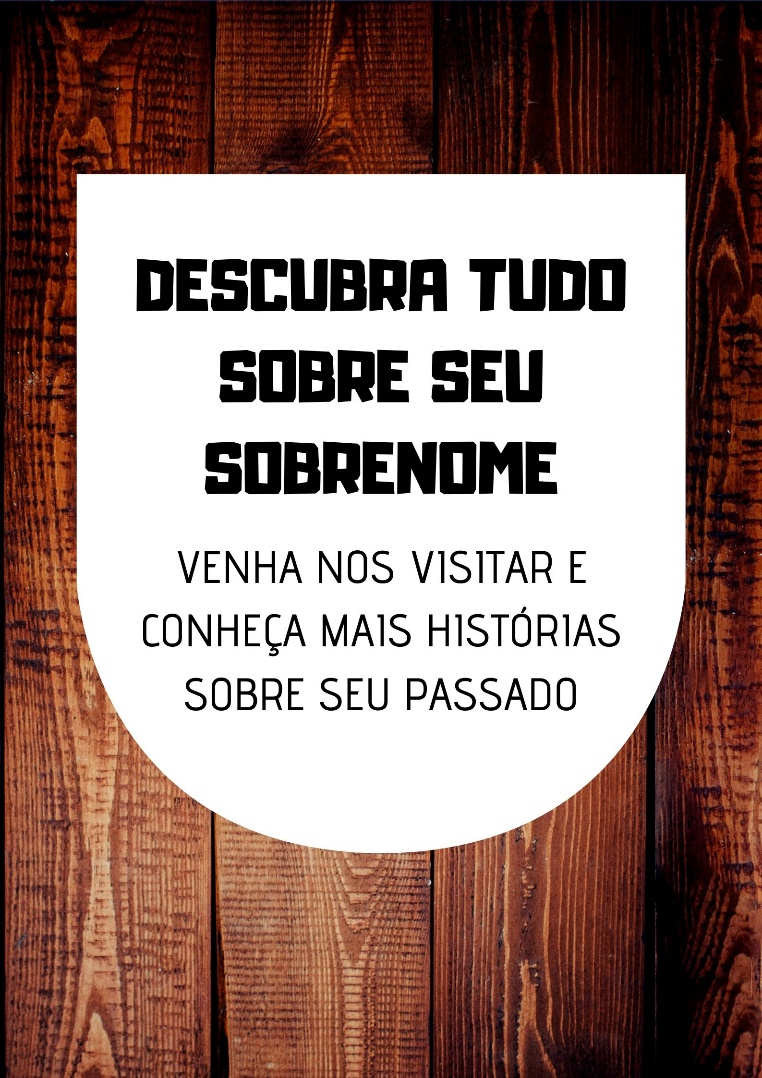 DESCUBRA TUDO
SOBRE SEU
SOBRENOME
VENHA NOS VISITAR E
CONHEÇA MAIS HISTÓRIAS
SOBRE SEU PASSADO